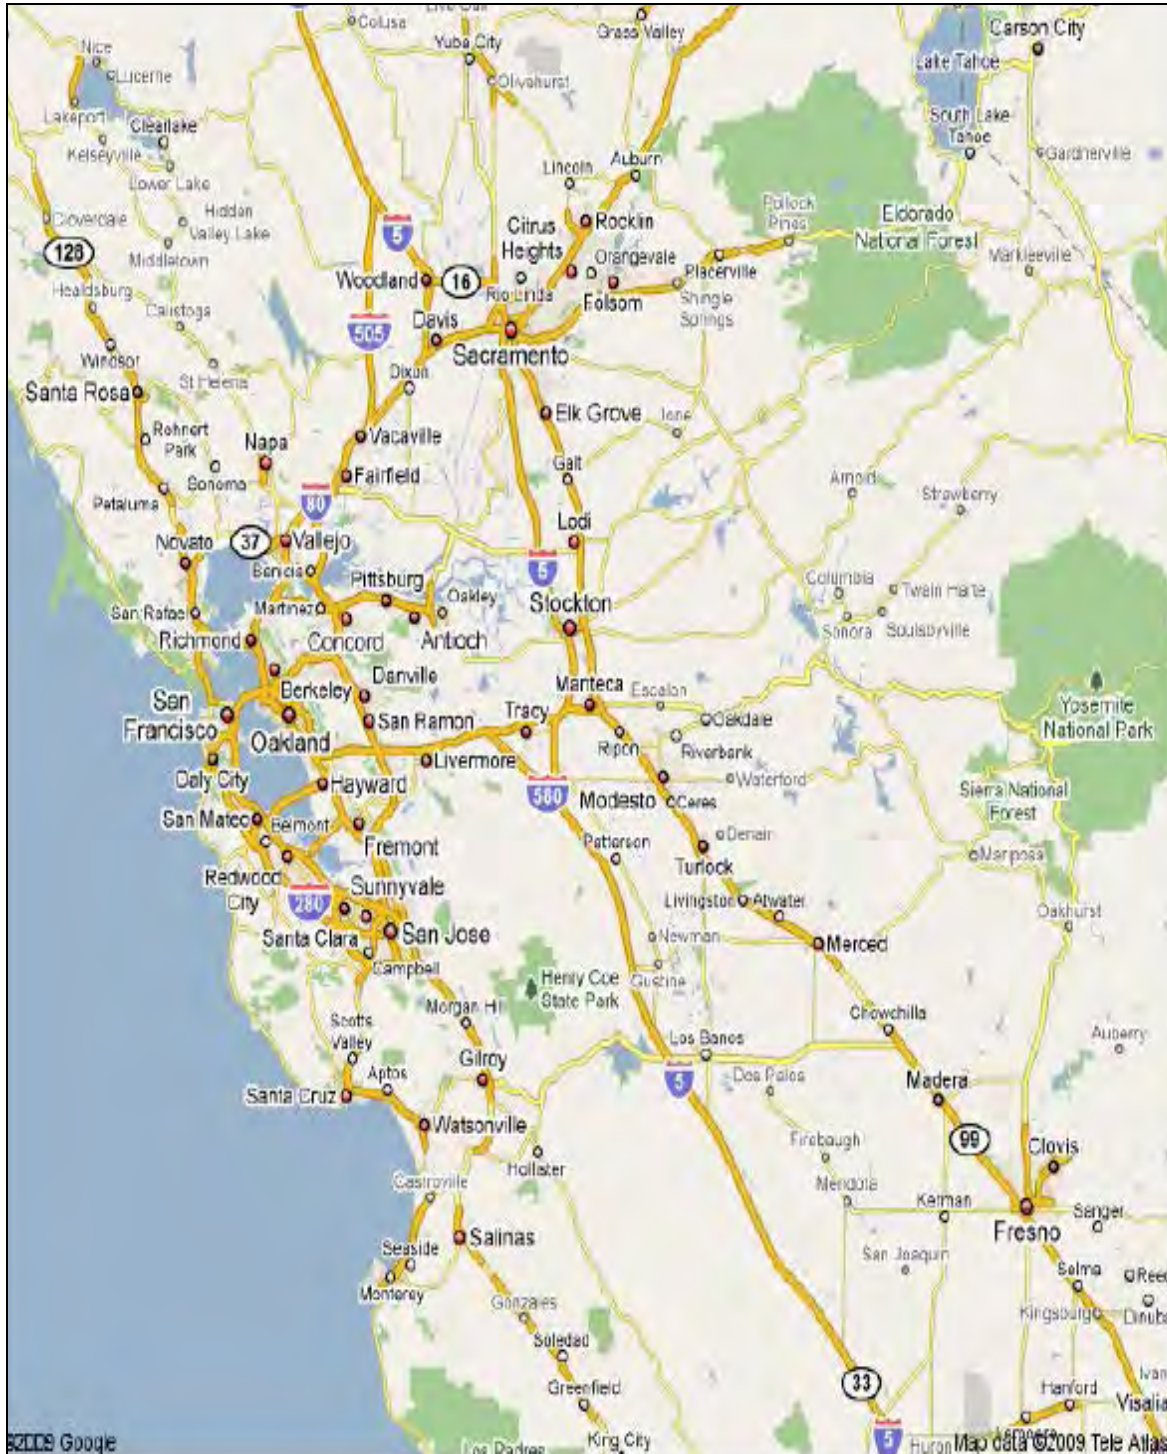 Colusa
Yuba City
Grass Valley
Carson City
Nice
Lucerne
Olivehurst
Lake Tahoe
Lakeport
Clearlake
South Lake
Tahoe
Kelseyville
Lincoln
Auburn
Gardnerville
Lower Lake
Cloverdale
Hidden
Valley Lake
Citrus
Heights
Rocklin
Pollock
Pines
Eldorado
National Forest
128
5
Middletown
Orangevale
Placerville
Markleeville
Woodland
16
Rio Linda
Folsom
Shingle
Springs
Healdsburg
Calistoga
505
Davis
Sacramento
Windsor
St Helena
Dixon
Santa Rosa
Elk Grove
Ione
Rohnert
Park
Napa
Vacaville
Sonoma
Fairfield
Galt
Arnold
Strawberry
Petaluma
80
Novato
37
Vallejo
Lodi
Benicia
5
Pittsburg
Columbia
Twain Harte
San Rafael
Martinez
Oakley
Stockton
Sonora
Soulsbyville
Richmond
Concord
Antioch
Berkeley
Danville
Manteca
Escalon
Yosemite
National Park
San
Francisco
Oakland
San Ramon
Tracy
Oakdale
Ripon
Riverbank
Daly City
Livermore
Hayward
580
Modesto
Waterford
Ceres
Sierra National
Forest
San Mateo
Belmont
Fremont
Patterson
Denair
Turlock
Mariposa
Redwood
City
280
Sunnyvale
Livingston
Atwater
Oakhurst
Santa Clara
San Jose
Newman
Merced
Campbell
Henry Coe
State Park
Gustine
Morgan Hill
Scotts
Valley
Chowchilla
Auberry
Los Banos
Gilroy
5
Dos Palos
Aptos
Santa Cruz
Madera
Watsonville
Firebaugh
99
Clovis
Hollister
Mendota
Castroville
Kerman
Fresno
Sanger
Salinas
Seaside
San Joaquin
Selma
Reed
Monterey
Gonzales
Kingsburg
Dinuba
Soledad
33
Ivan
Greenfield
Hanford
Visalia
King City
5
Huron
Los Padres
©2009 Google
Map data ©2009 Tele Atlas